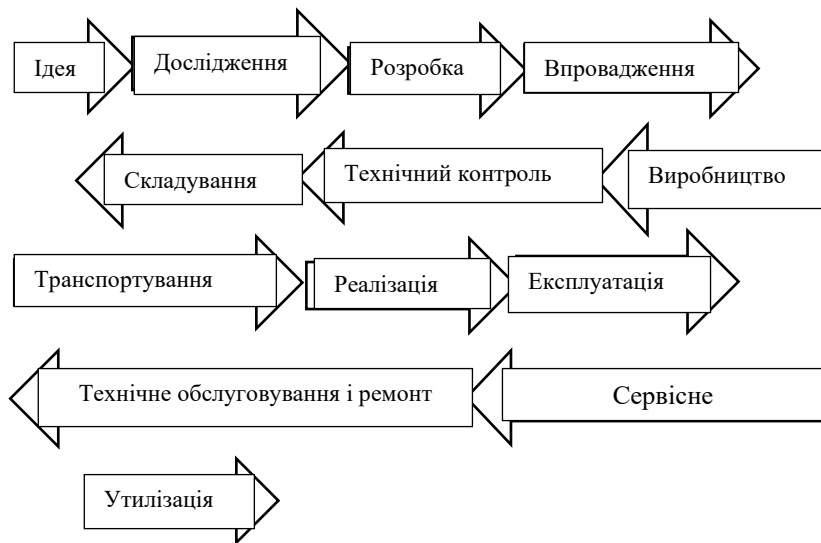 Ідея Дослідження Розробка Впровадження
Складування Технічний контроль Виробництво
Транспортування Реалізація Експлуатація
Технічне обслуговування і ремонт Сервісне
Утилізація